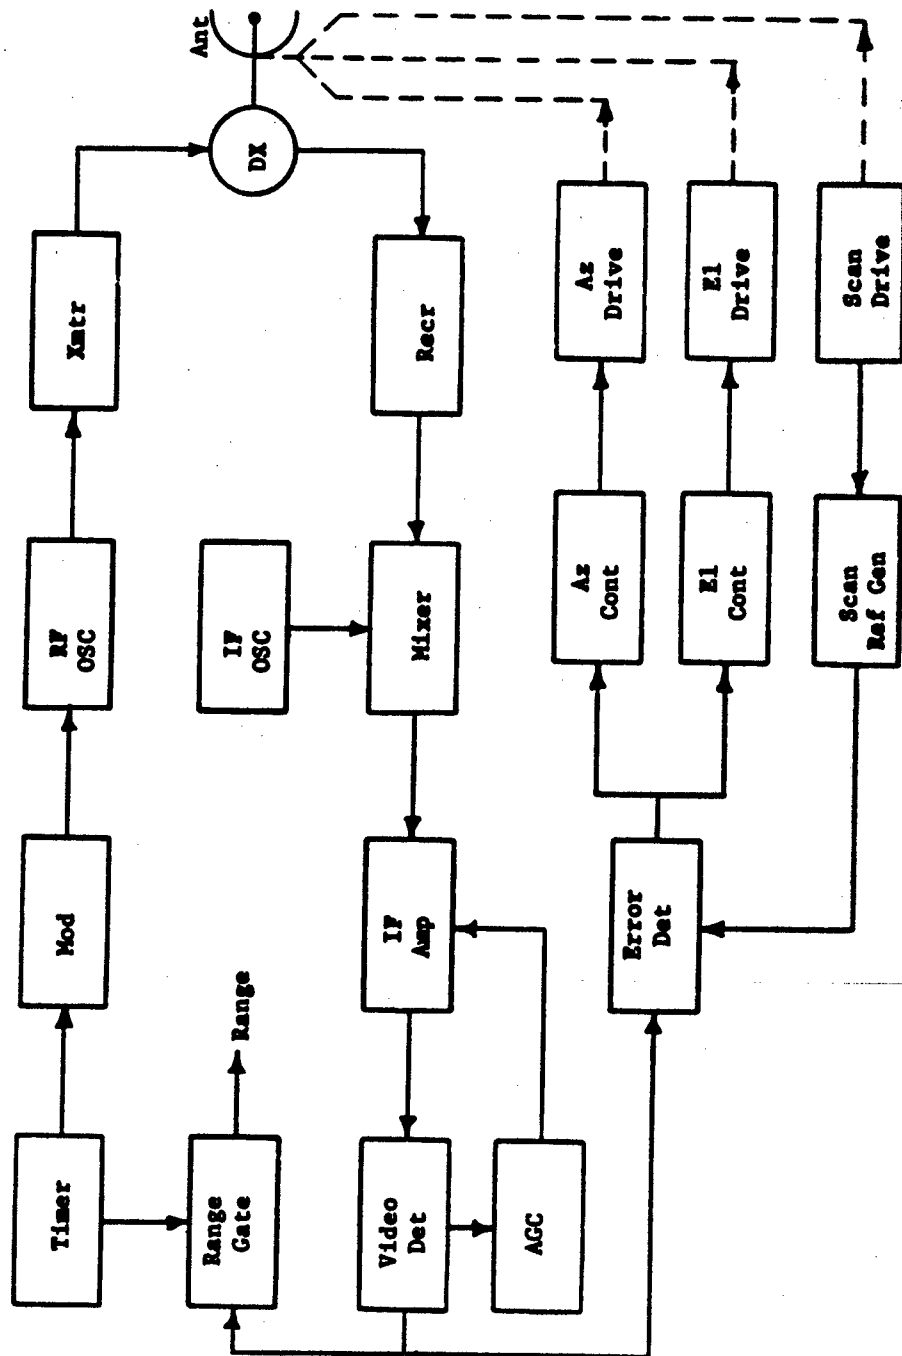 Timer
Mod
RF
OSC
Xmtr
Ant
DX
Range
Gate
Range
IF
OSC
Video
Det
IF
Amp
Mixer
Recr
AGC
Error
Det
Az
Cont
Az
Drive
El
Cont
El
Drive
Scan
Ref Gen
Scan
Drive